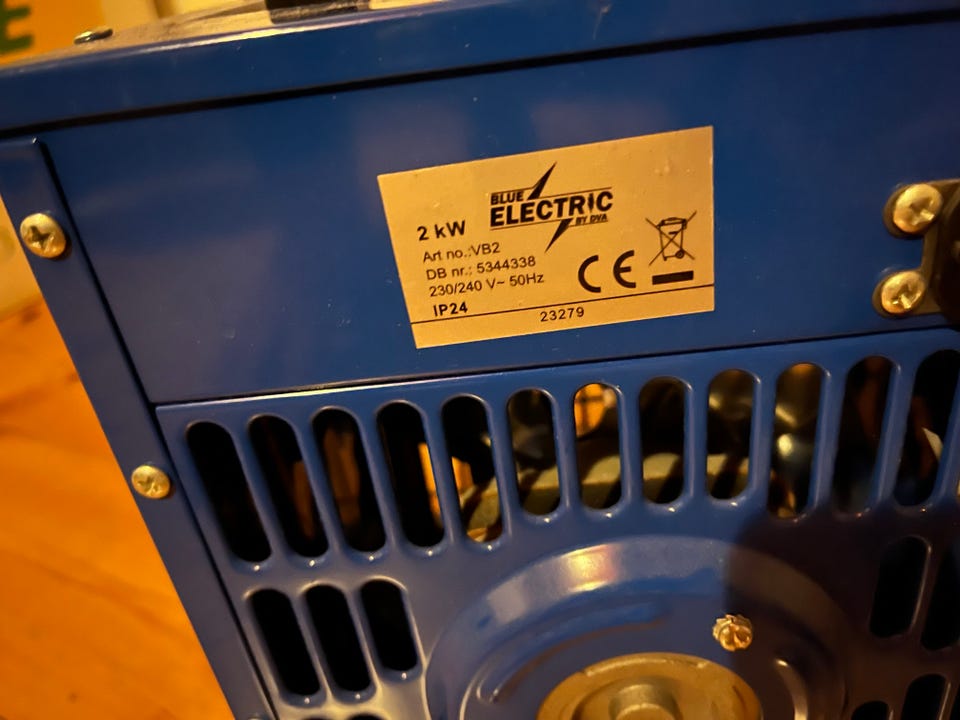 BLUE
ELECTRIC
BY DVA
2 kW
Art no.:VB2
DB nr.: 5344338
230/240 V~ 50Hz
CE
IP24
23279